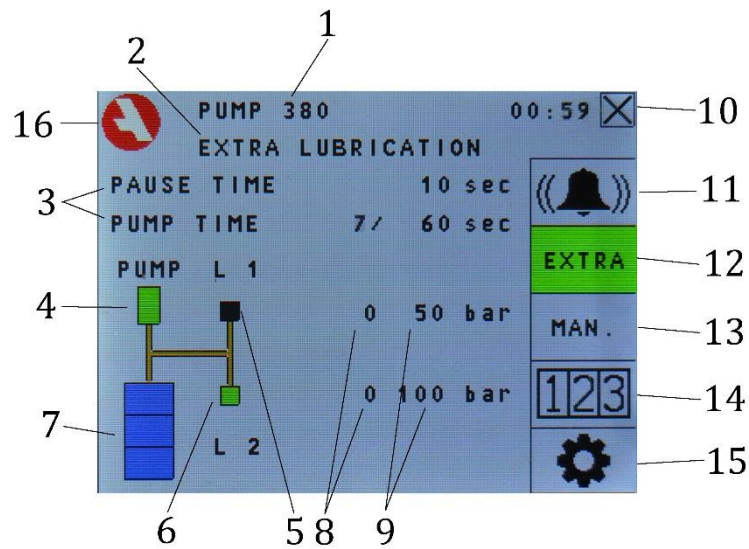 1
2
PUMP 380 00:59
10
16
EXTRA LUBRICATION
3
PAUSE TIME 10 sec
11
PUMP TIME 7/ 60 sec
PUMP L 1
EXTRA
12
4
0 50 bar
MAN.
13
0 100 bar
123
14
7
L 2
15
6
5
8
9